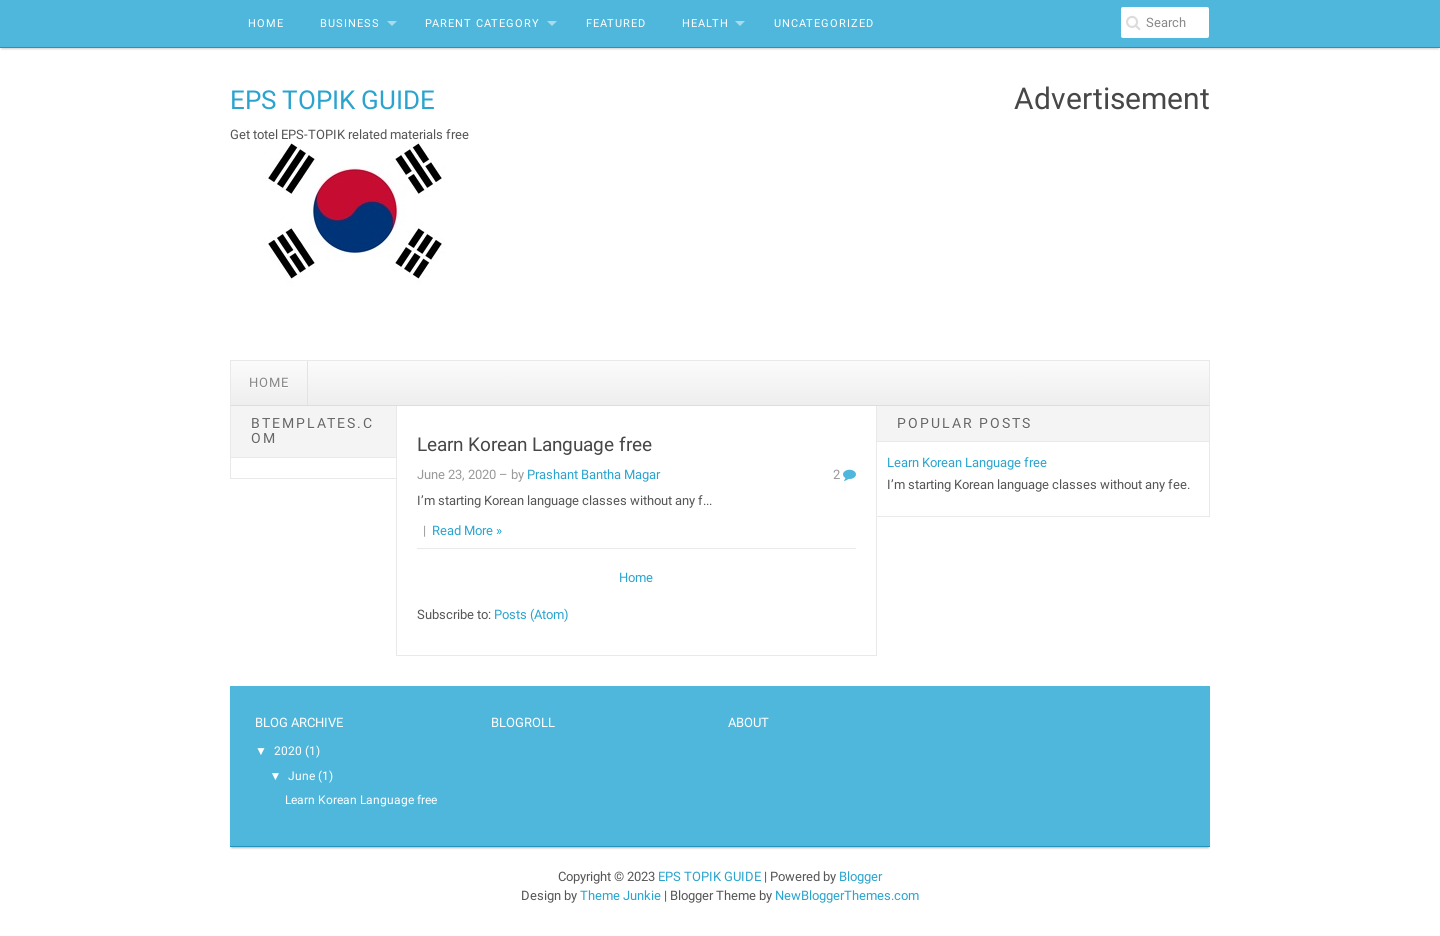 HOME BUSINESS PARENT CATEGORY FEATURED HEALTH UNCATEGORIZED Search
EPS TOPIK GUIDE
Advertisement
Get totel EPS-TOPIK related materials free
HOME
BTEMPLATES.C
OM
Learn Korean Language free
June 23, 2020 – by Prashant Bantha Magar 2
I’m starting Korean language classes without any f...
| Read More »
Home
Subscribe to: Posts (Atom)
POPULAR POSTS
Learn Korean Language free
I’m starting Korean language classes without any fee.
BLOG ARCHIVE
▼ 2020 (1)
▼ June (1)
Learn Korean Language free
BLOGROLL
ABOUT
Copyright © 2023 EPS TOPIK GUIDE | Powered by Blogger
Design by Theme Junkie | Blogger Theme by NewBloggerThemes.com